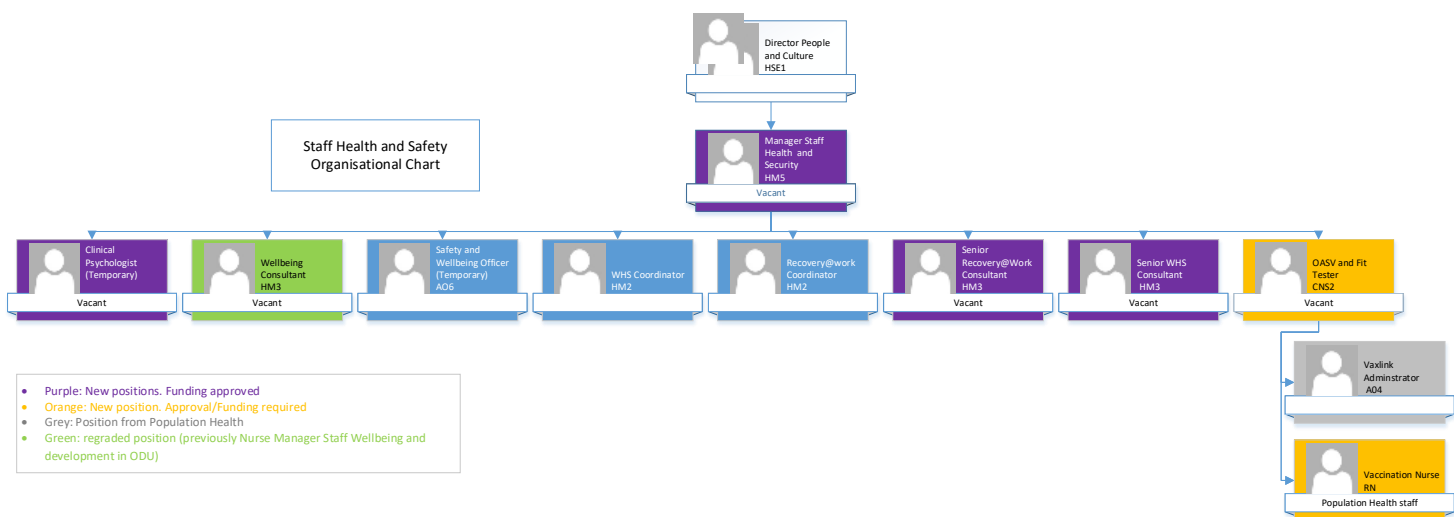 Director People
and Culture
HSE1
Staff Health and Safety
Organisational Chart
Manager Staff
Health and
Security
HM5
Vacant
Clinical
Psychologist
(Temporary)
Vacant
Wellbeing
Consultant
HM3
Vacant
Safety and
Wellbeing Officer
(Temporary)
AO6
WHS Coordinator
HM2
Recovery@work
Coordinator
HM2
Senior
Recovery@Work
Consultant
HM3
Vacant
Senior WHS
Consultant
HM3
Vacant
OASV and Fit
Tester
CNS2
Vacant
Vaxlink
Adminstrator
A04
Vaccination Nurse
RN
Population Health staff
• Purple: New positions. Funding approved
• Orange: New position. Approval/Funding required
• Grey: Position from Population Health
• Green: regraded position (previously Nurse Manager Staff Wellbeing and
development in ODU)